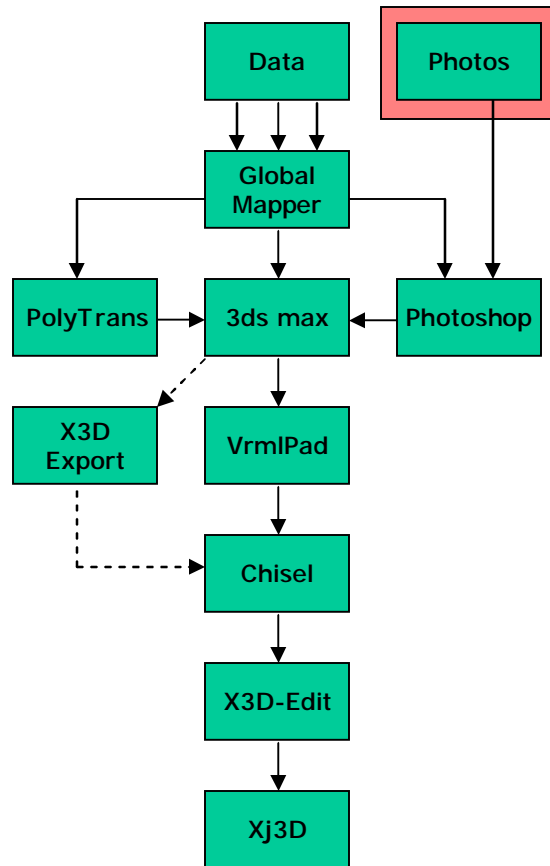 Data
Photos
Global
Mapper
PolyTrans
3ds max
Photoshop
X3D
Export
VrmlPad
Chisel
X3D-Edit
Xj3D